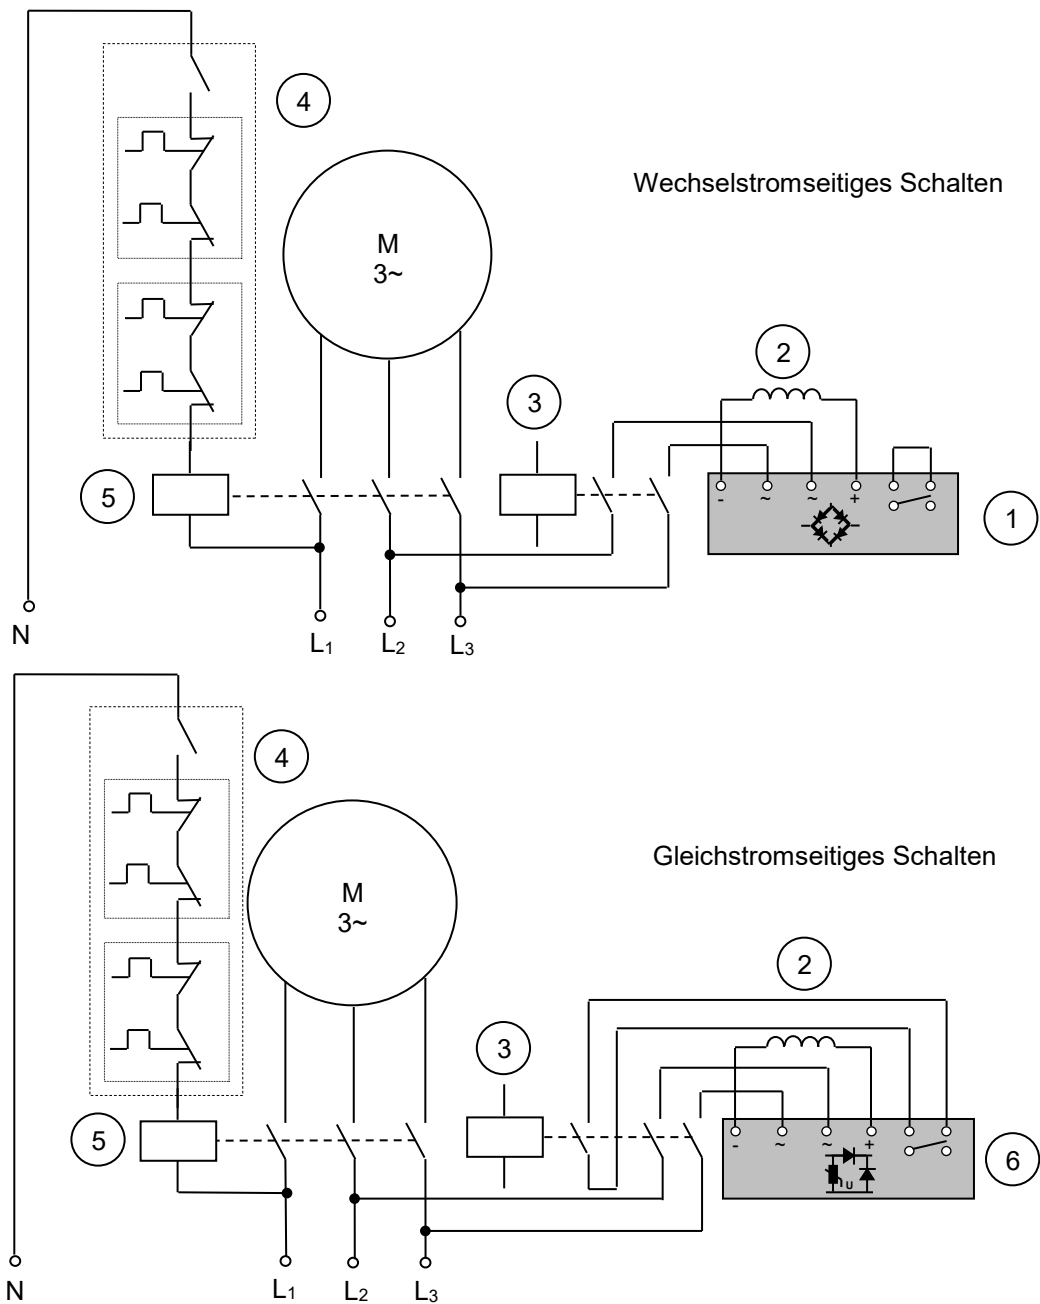 4
M
3~
Wechselstromseitiges Schalten
2
3
5
- ~ ~ +
1
N
L1 L2 L3
4
M
3~
Gleichstromseitiges Schalten
2
3
5
- ~ ~ +
U
6
N
L1 L2 L3